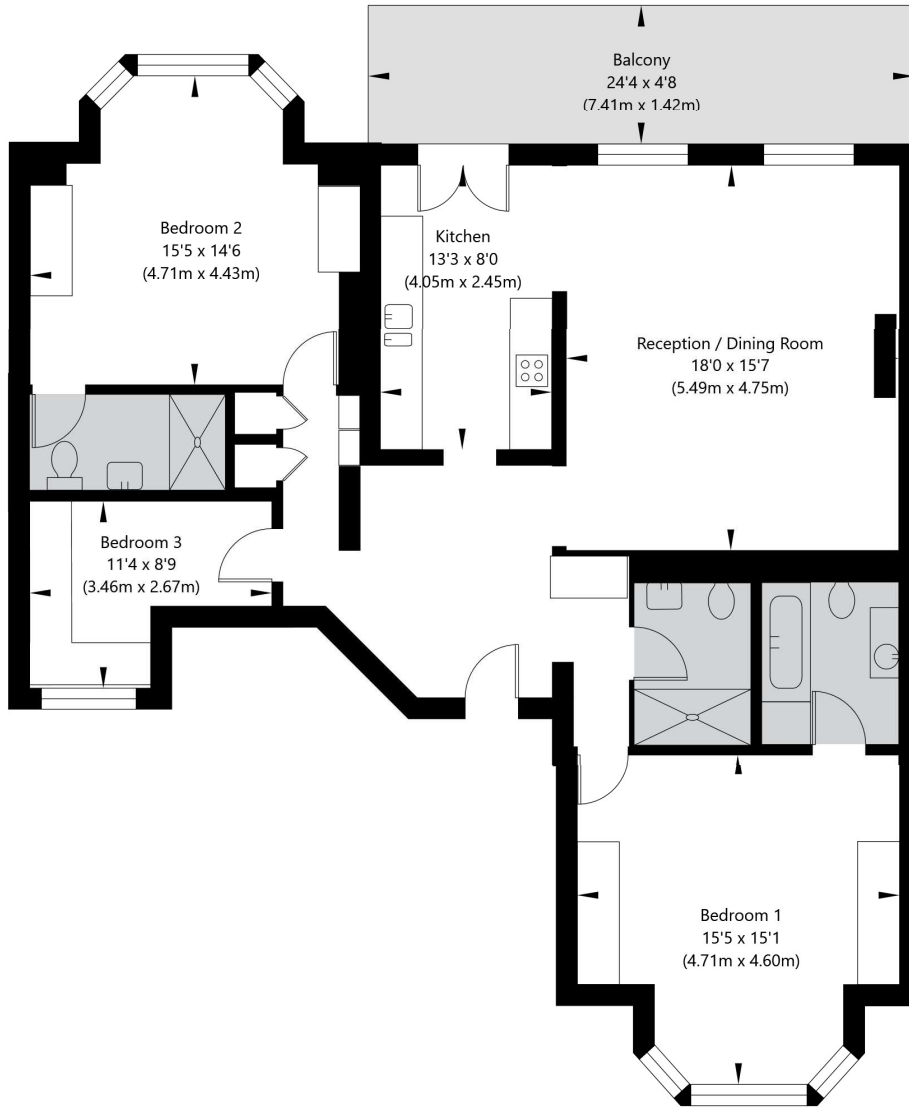 Balcony
24'4 x 4'8
(7.41m x 1.42m)
Bedroom 2
15'5 x 14'6
(4.71m x 4.43m)
Kitchen
13'3 x 8'0
(4.05m x 2.45m)
Reception / Dining Room
18'0 x 15'7
(5.49m x 4.75m)
Bedroom 3
11'4 x 8'9
(3.46m x 2.67m)
Bedroom 1
15'5 x 15'1
(4.71m x 4.60m)